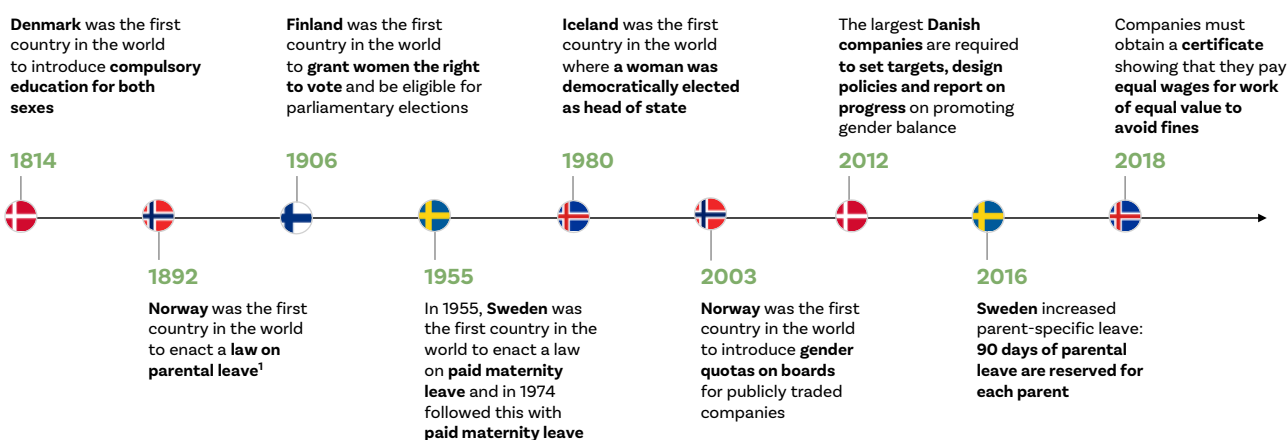 Denmark was the first
country in the world
to introduce compulsory
education for both
sexes
1814
Norway was the first
country in the world
to enact a law on
parental leave¹
1892
Finland was the first
country in the world
to grant women the right
to vote and be eligible for
parliamentary elections
1906
1955
In 1955, Sweden was
the first country in the
world to enact a law
on paid maternity
leave and in 1974
followed this with
paid maternity leave
Iceland was the first
country in the world
where a woman was
democratically elected
as head of state
1980
2003
Norway was the first
country in the world
to introduce gender
quotas on boards
for publicly traded
companies
The largest Danish
companies are required
to set targets, design
policies and report on
progress on promoting
gender balance
2012
2016
Sweden increased
parent-specific leave:
90 days of parental
leave are reserved for
each parent
Companies must
obtain a certificate
showing that they pay
equal wages for work
of equal value to
avoid fines
2018